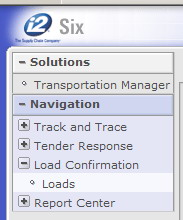 i2
Six
The Supply Chain Company
Solutions
Transportation Manager
Navigation
Track and Trace
Tender Response
Load Confirmation
Loads
Report Center